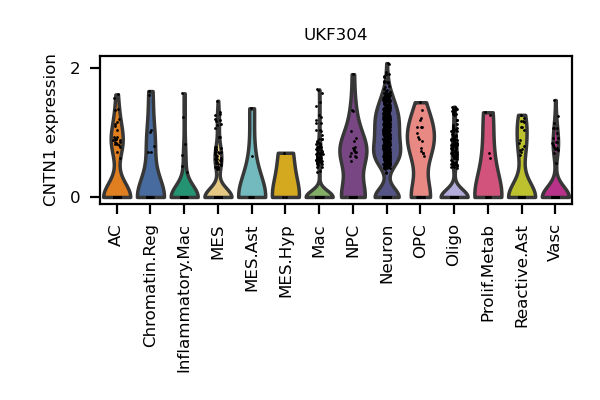 UKF304
CNTN1 expression
2
0
AC
Chromatin.Reg
Inflammatory.Mac
MES
MES.Ast
MES.Hyp
Mac
NPC
Neuron
OPC
Oligo
Prolif.Metab
Reactive.Ast
Vasc